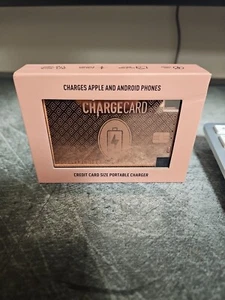 CHARGES APPLE AND ANDROID PHONES
CHARGECARD
CREDIT CARD SIZE PORTABLE CHARGER